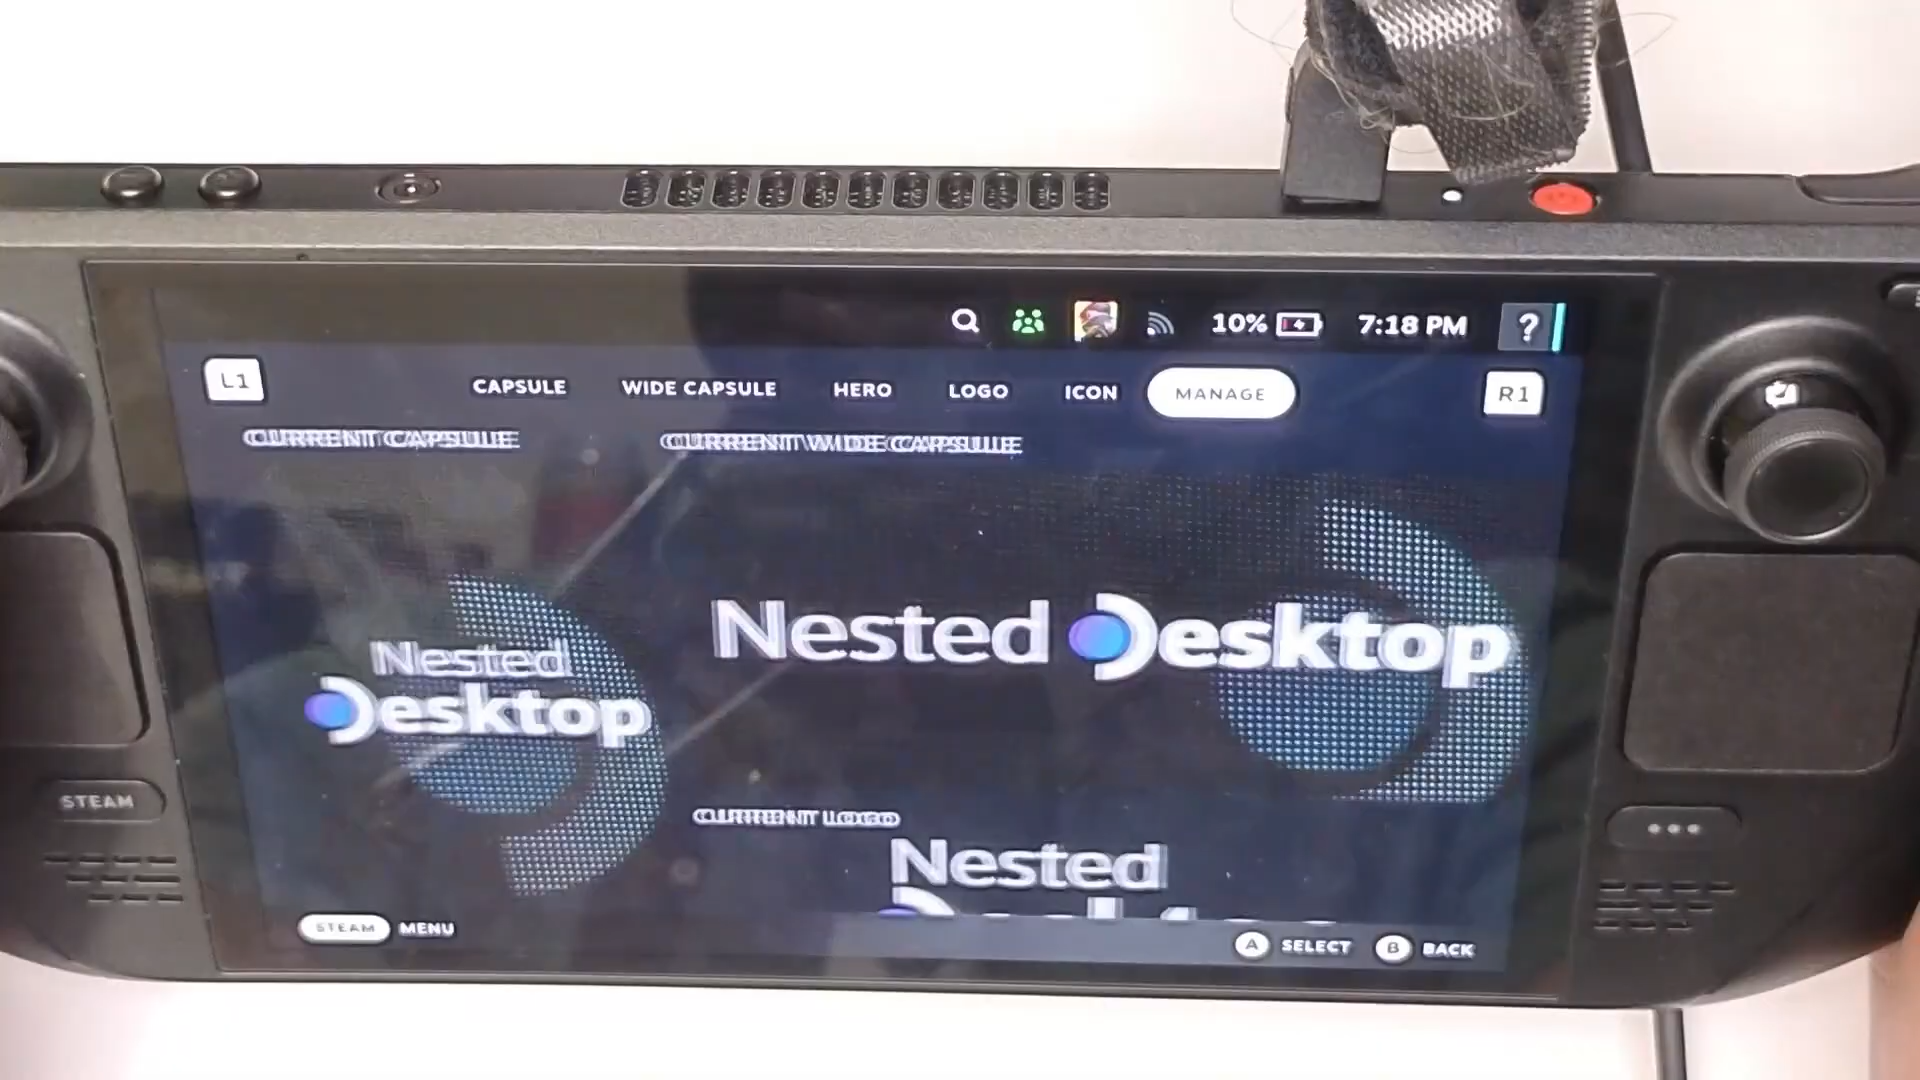 10% 7:18 PM ?
L1 CAPSULE WIDE CAPSULE HERO LOGO ICON MANAGE R1
CURRENT CAPSULE CURRENT WIDE CAPSULE
Nested Desktop
Nested
Desktop
STEAM
CURRENT LOGO
Nested
STEAM MENU A SELECT B BACK